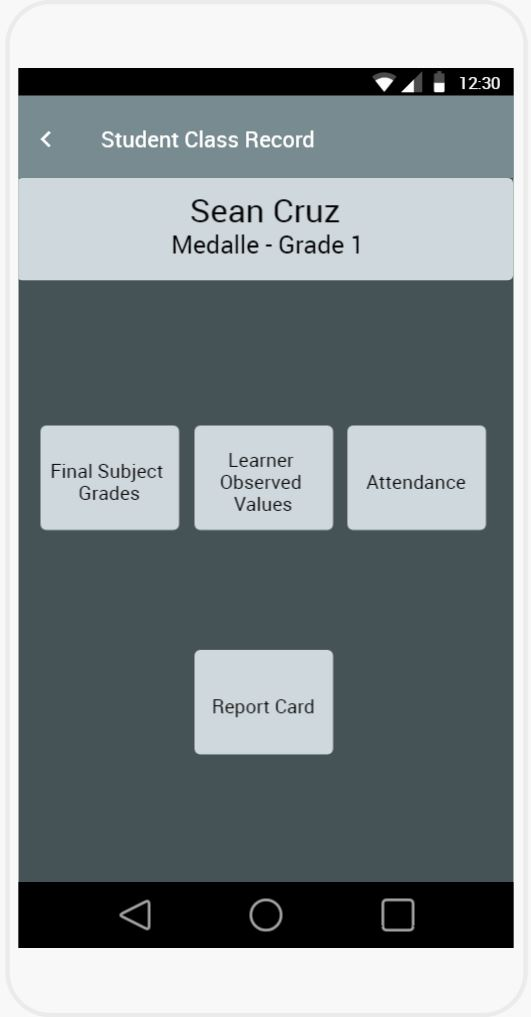 12:30
Student Class Record
Sean Cruz
Medalle - Grade 1
Final Subject
Grades
Learner
Observed
Values
Attendance
Report Card